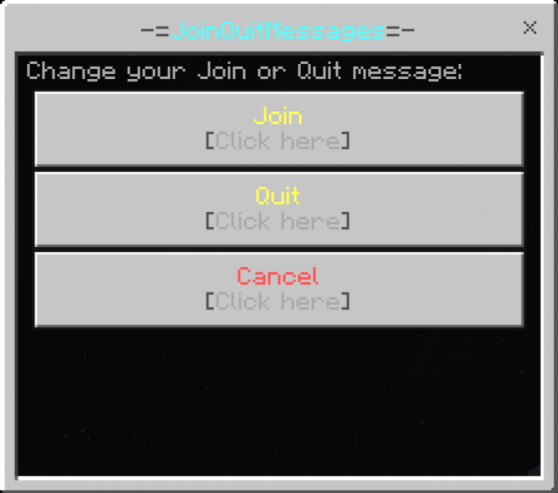 -=JoinQuitMessages=-
×
Change your Join or Quit message:
Join
[Click here]
Quit
[Click here]
Cancel
[Click here]